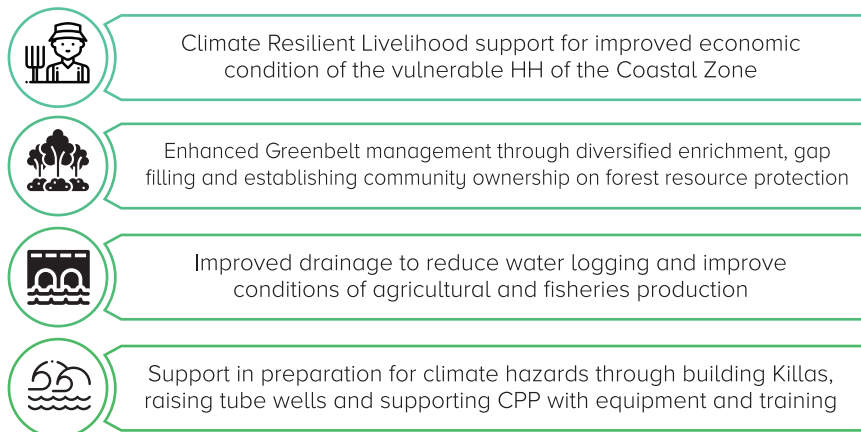 Climate Resilient Livelihood support for improved economic
condition of the vulnerable HH of the Coastal Zone
Enhanced Greenbelt management through diversified enrichment, gap
filling and establishing community ownership on forest resource protection
Improved drainage to reduce water logging and improve
conditions of agricultural and fisheries production
Support in preparation for climate hazards through building Killas,
raising tube wells and supporting CPP with equipment and training